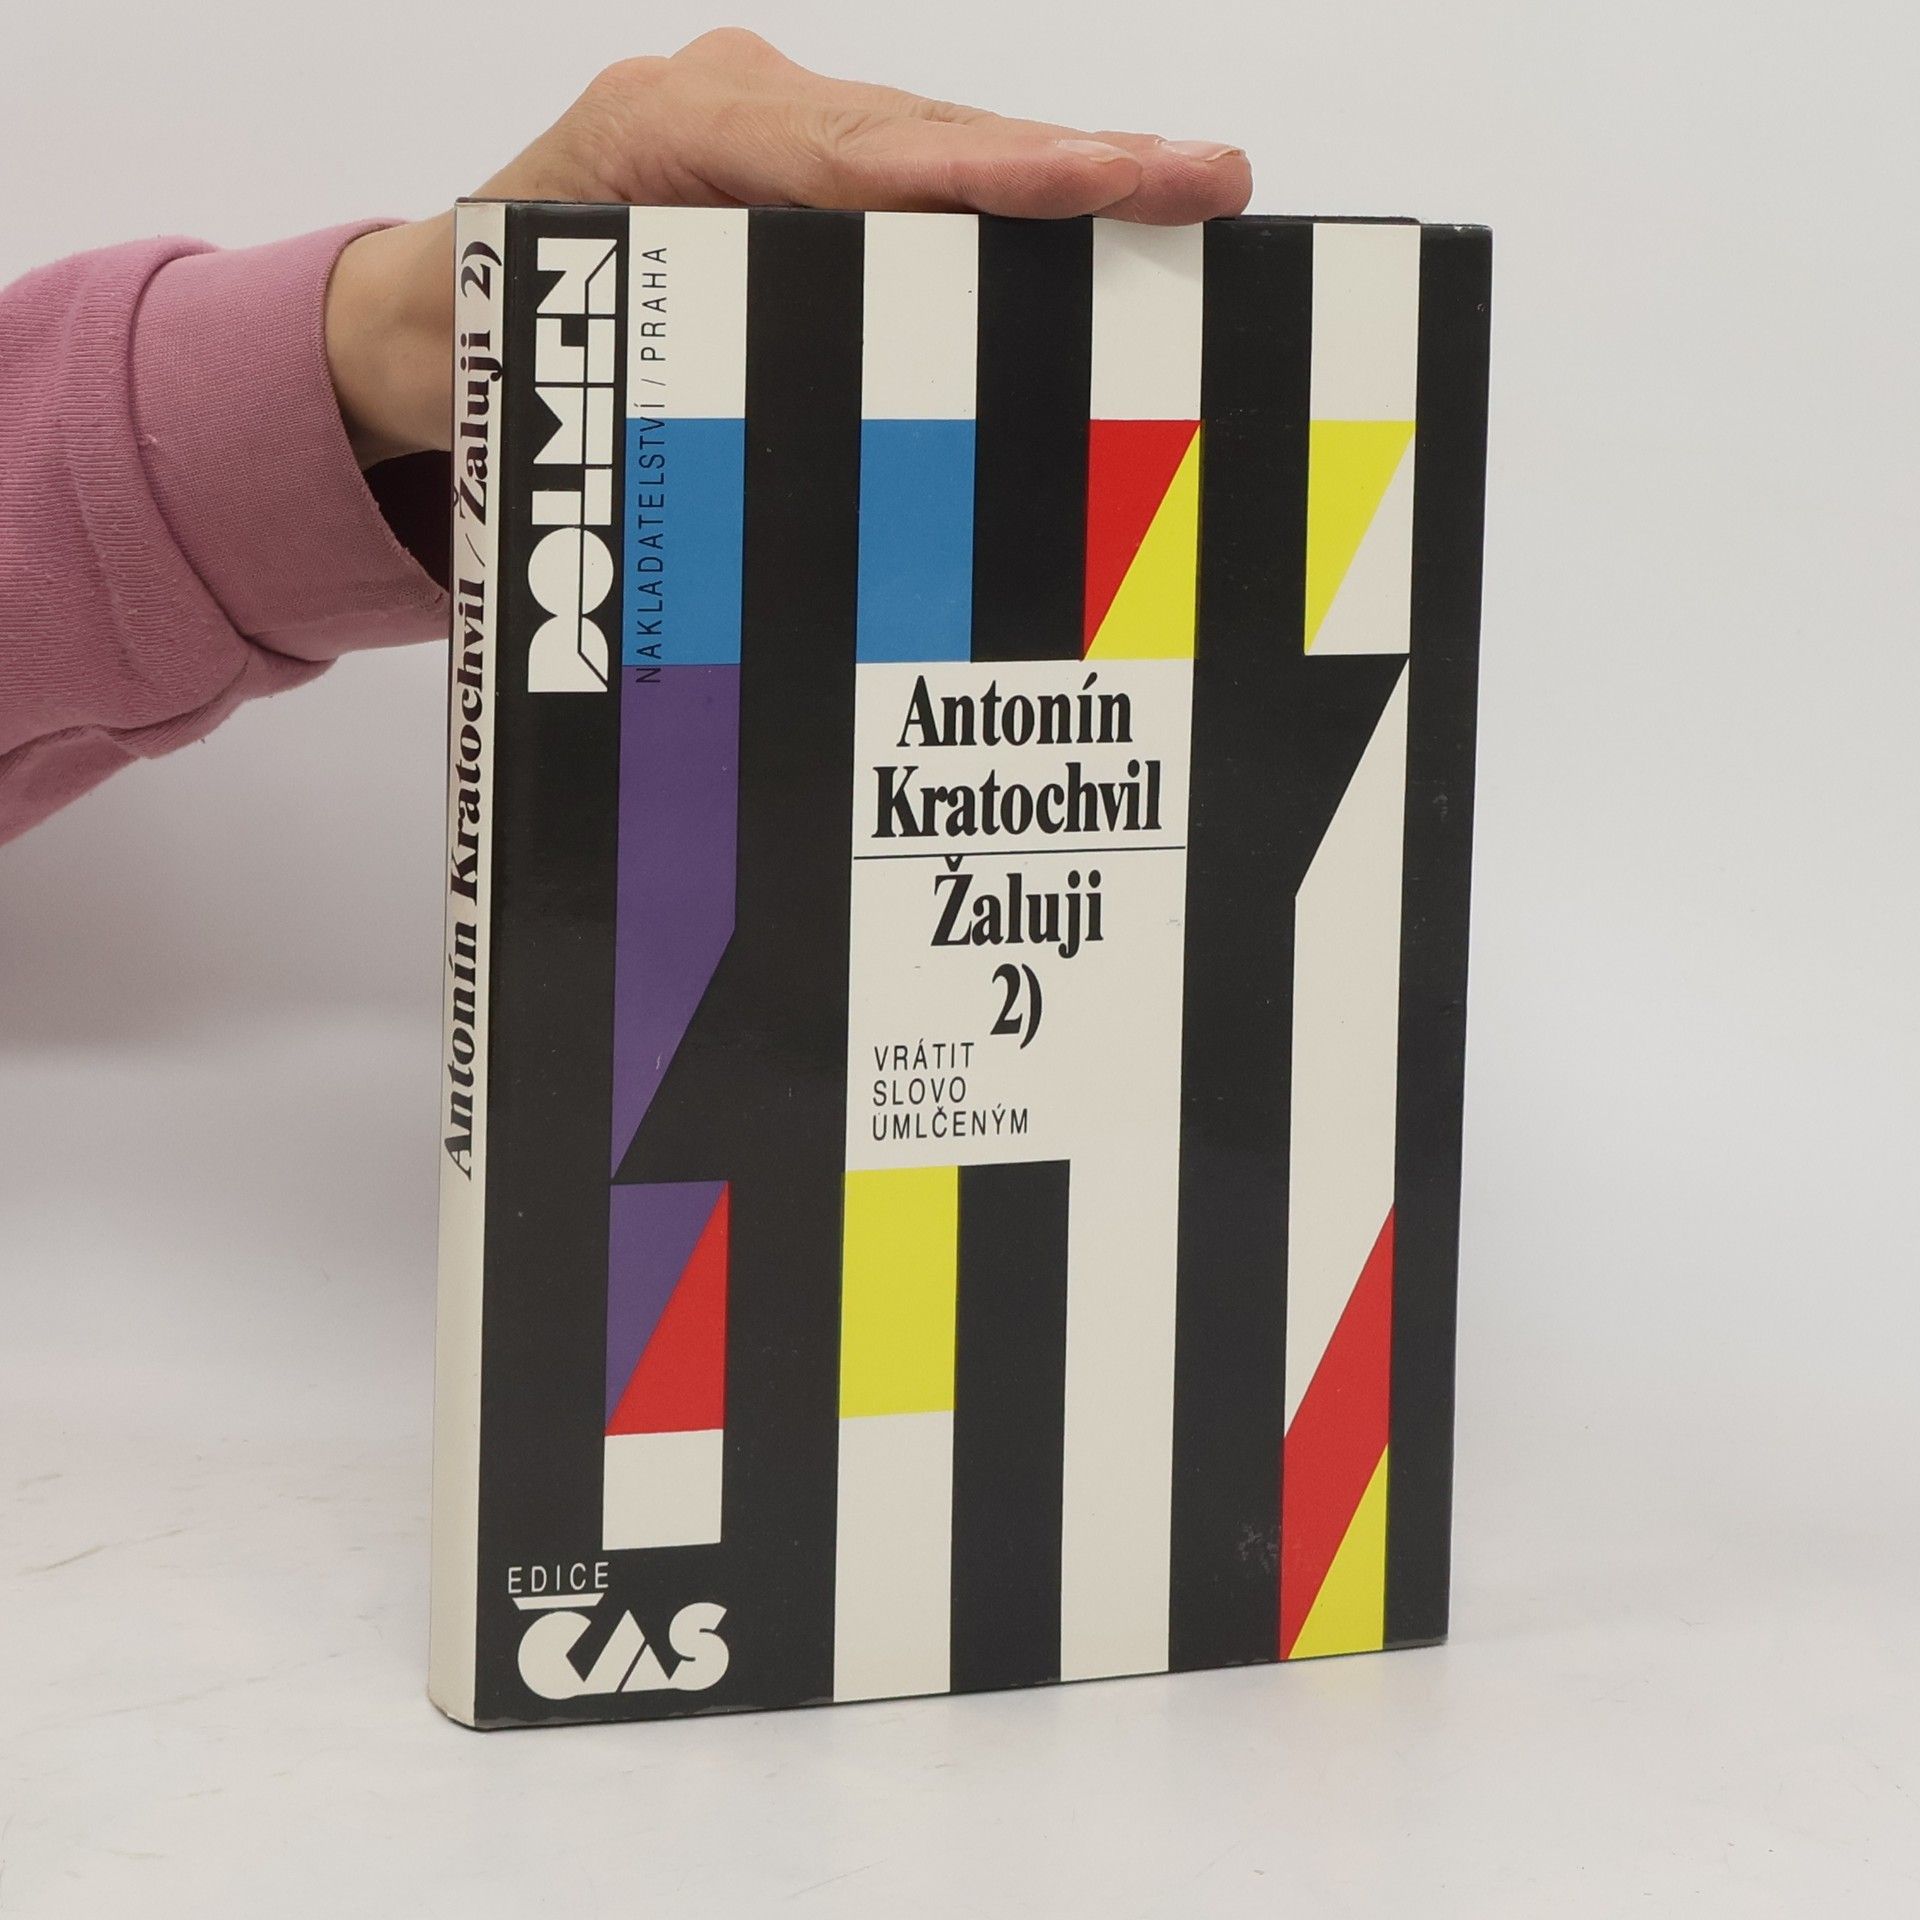 Antonín Kratochvil / Žaluji 2)
DOLMEN
NAKLADATELSTVÍ / PRAHA
Antonín
Kratochvil
Žaluji
2)
VRÁTIT
SLOVO
UMLČENÝM
EDICE
ČAS